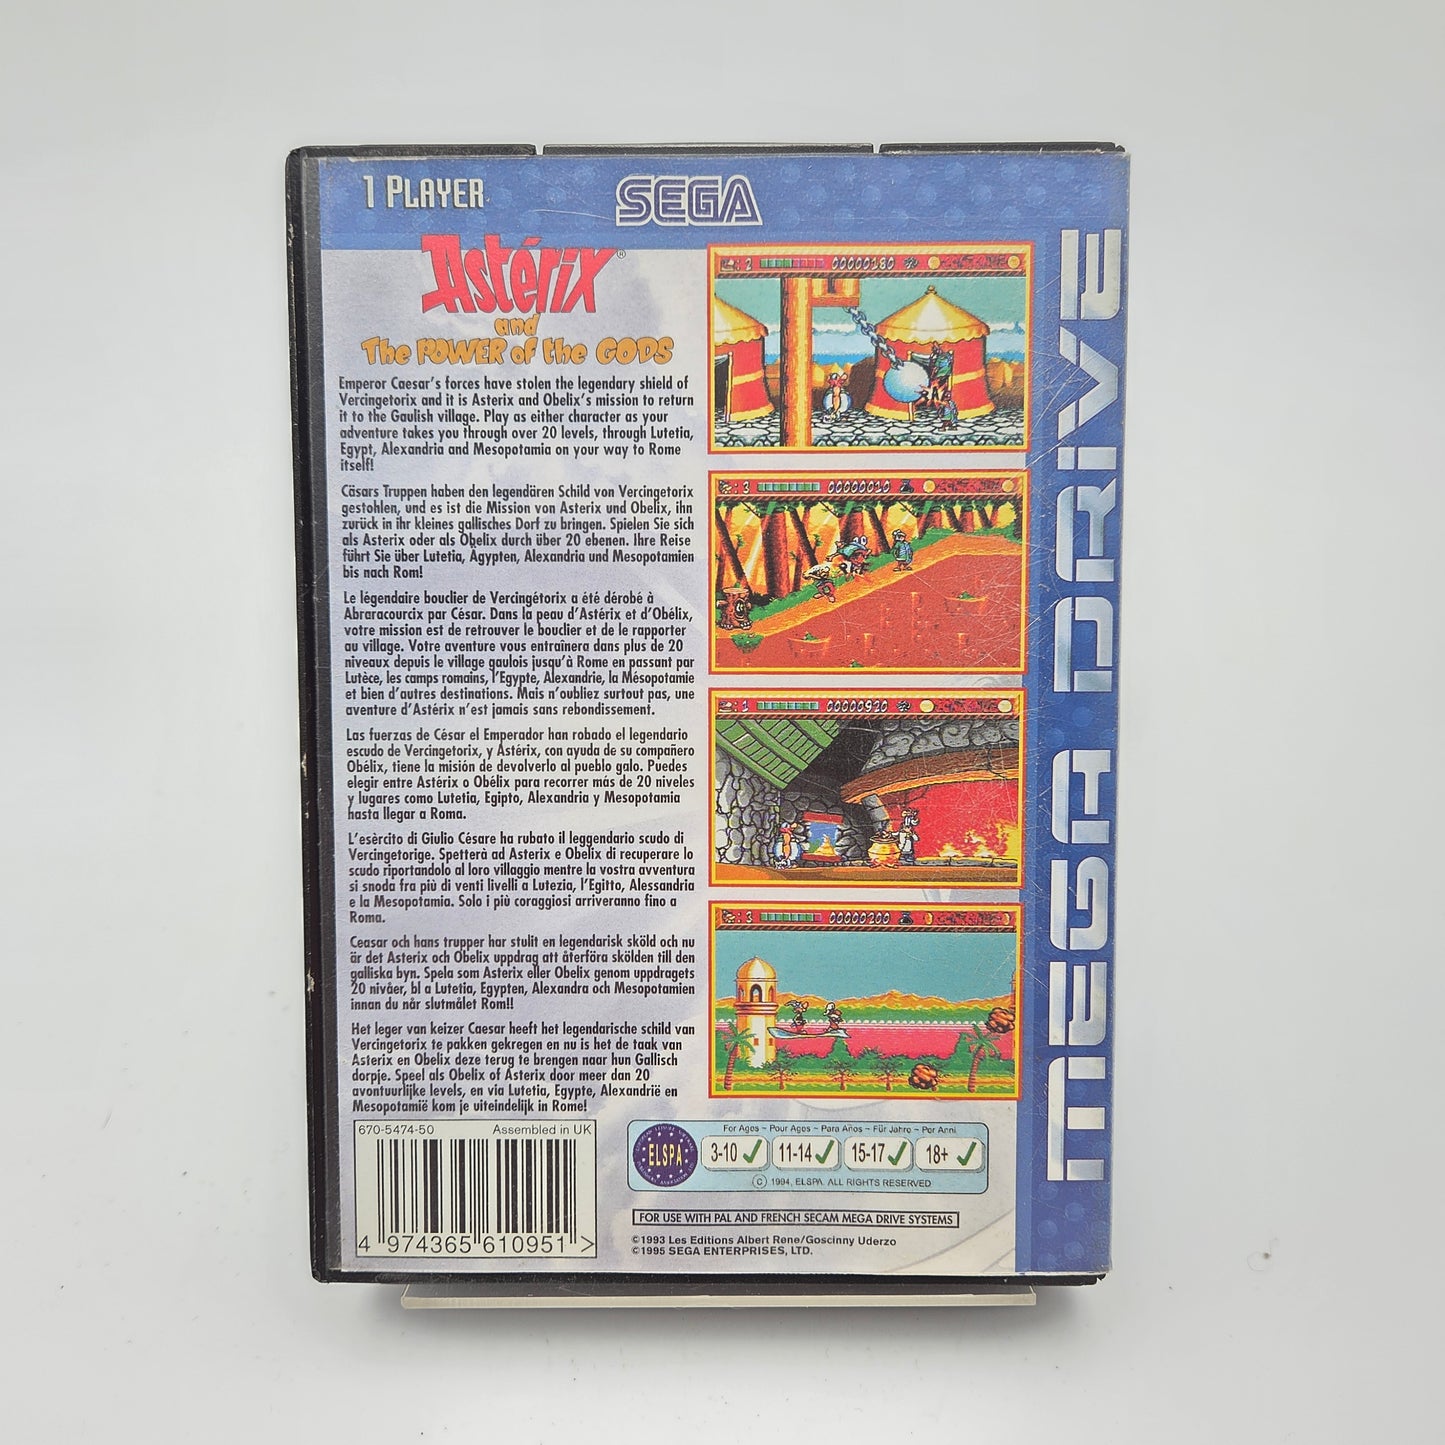 1 PLAYER
SEGA
Astérix®
and
The POWER of the GODS
Emperor Caesar's forces have stolen the legendary shield of
Vercingetorix and it is Asterix and Obelix's mission to return
it to the Gaulish village. Play as either character as your
adventure takes you through over 20 levels, through Lutetia,
Egypt, Alexandria and Mesopotamia on your way to Rome
itself!
Cäsars Truppen haben den legendären Schild von Vercingetorix
gestohlen, und es ist die Mission von Asterix und Obelix, ihn
zurück in ihr kleines gallisches Dorf zu bringen. Spielen Sie sich
als Asterix oder als Obelix durch über 20 ebenen. Ihre Reise
führt Sie über Lutetia, Ägypten, Alexandria und Mesopotamien
bis nach Rom!
Le légendaire bouclier de Vercingétorix a été dérobé à
Abraracourcix par César. Dans la peau d'Astérix et d'Obélix,
votre mission est de retrouver le bouclier et de le rapporter
au village. Votre aventure vous entraînera dans plus de 20
niveaux depuis le village gaulois jusqu'à Rome en passant par
Lutèce, les camps romains, l'Egypte, Alexandrie, la Mésopotamie
et bien d'autres destinations. Mais n'oubliez surtout pas, une
aventure d'Astérix n'est jamais sans rebondissement.
Las fuerzas de César el Emperador han robado el legendario
escudo de Vercingetorix, y Astérix, con ayuda de su compañero
Obélix, tiene la misión de devolverlo al pueblo galo. Puedes
elegir entre Astérix o Obélix para recorrer más de 20 niveles
y lugares como Lutetia, Egipto, Alexandria y Mesopotamia
hasta llegar a Roma.
L'esèrcito di Giulio Césare ha rubato il leggendario scudo di
Vercingetorige. Spetterà ad Asterix e Obelix di recuperare lo
scudo riportandolo al loro villaggio mentre la vostra avventura
si snoda fra più di venti livelli a Lutezia, l'Egitto, Alessandria
e la Mesopotamia. Solo i più coraggiosi arriveranno fino a
Roma.
Ceasar och hans trupper har stulit en legendarisk sköld och nu
är det Asterix och Obelix uppdrag att återföra skölden till den
galliska byn. Spela som Asterix eller Obelix genom uppdragets
20 nivåer, bl a Lutetia, Egypten, Alexandra och Mesopotamien
innan du når slutmålet Rom!!
Het leger van keizer Caesar heeft het legendarische schild van
Vercingetorix te pakken gekregen en nu is het de taak van
Asterix en Obelix deze terug te brengen naar hun Gallisch
dorpje. Speel als Obelix of Asterix door meer dan 20
avontuurlijke levels, en via Lutetia, Egypte, Alexandrië en
Mesopotamië kom je uiteindelijk in Rome!
670-5474-50 Assembled in UK
4 974365 610951 >
: 2 00000180
: 3 00000010
: 1 00000920
: 3 00000200
ELSPA
For Ages ~ Pour Ages ~ Para Años ~ Für Jahre ~ Per Anni
3-10 11-14 15-17 18+
© 1994, ELSPA. ALL RIGHTS RESERVED
FOR USE WITH PAL AND FRENCH SECAM MEGA DRIVE SYSTEMS
©1993 Les Editions Albert Rene/Goscinny Uderzo
©1995 SEGA ENTERPRISES, LTD.
MEGA DRIVE